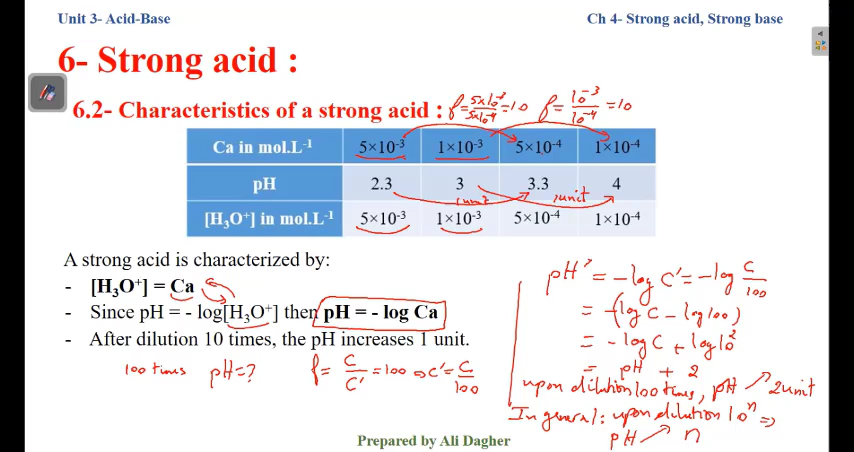 Unit 3- Acid-Base
Ch 4- Strong acid, Strong base
6- Strong acid :
6.2- Characteristics of a strong acid :
f = 5×10⁻³/5×10⁻⁴ = 10
f = 10⁻³/10⁻⁴ = 10
Ca in mol.L⁻¹ 5×10⁻³ 1×10⁻³ 5×10⁻⁴ 1×10⁻⁴
pH 2.3 3 3.3 4
1unit 1unit
[H₃O⁺] in mol.L⁻¹ 5×10⁻³ 1×10⁻³ 5×10⁻⁴ 1×10⁻⁴
A strong acid is characterized by:
- [H₃O⁺] = Ca
- Since pH = - log[H₃O⁺] then pH = - log Ca
- After dilution 10 times, the pH increases 1 unit.
100 times pH=? f = C/C' = 100 ⇒ C' = C/100
pH' = -log C' = -log C/100
= -(log C - log 100)
= -log C + log 10²
= pH + 2
upon dilution 100 times, pH ↗ 2 unit
In general: upon dilution 10ⁿ ⇒
pH ↗ n
Prepared by Ali Dagher